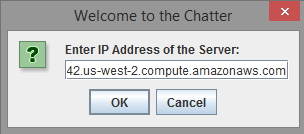 Welcome to the Chatter
Enter IP Address of the Server:
42.us-west-2.compute.amazonaws.com
OK
Cancel